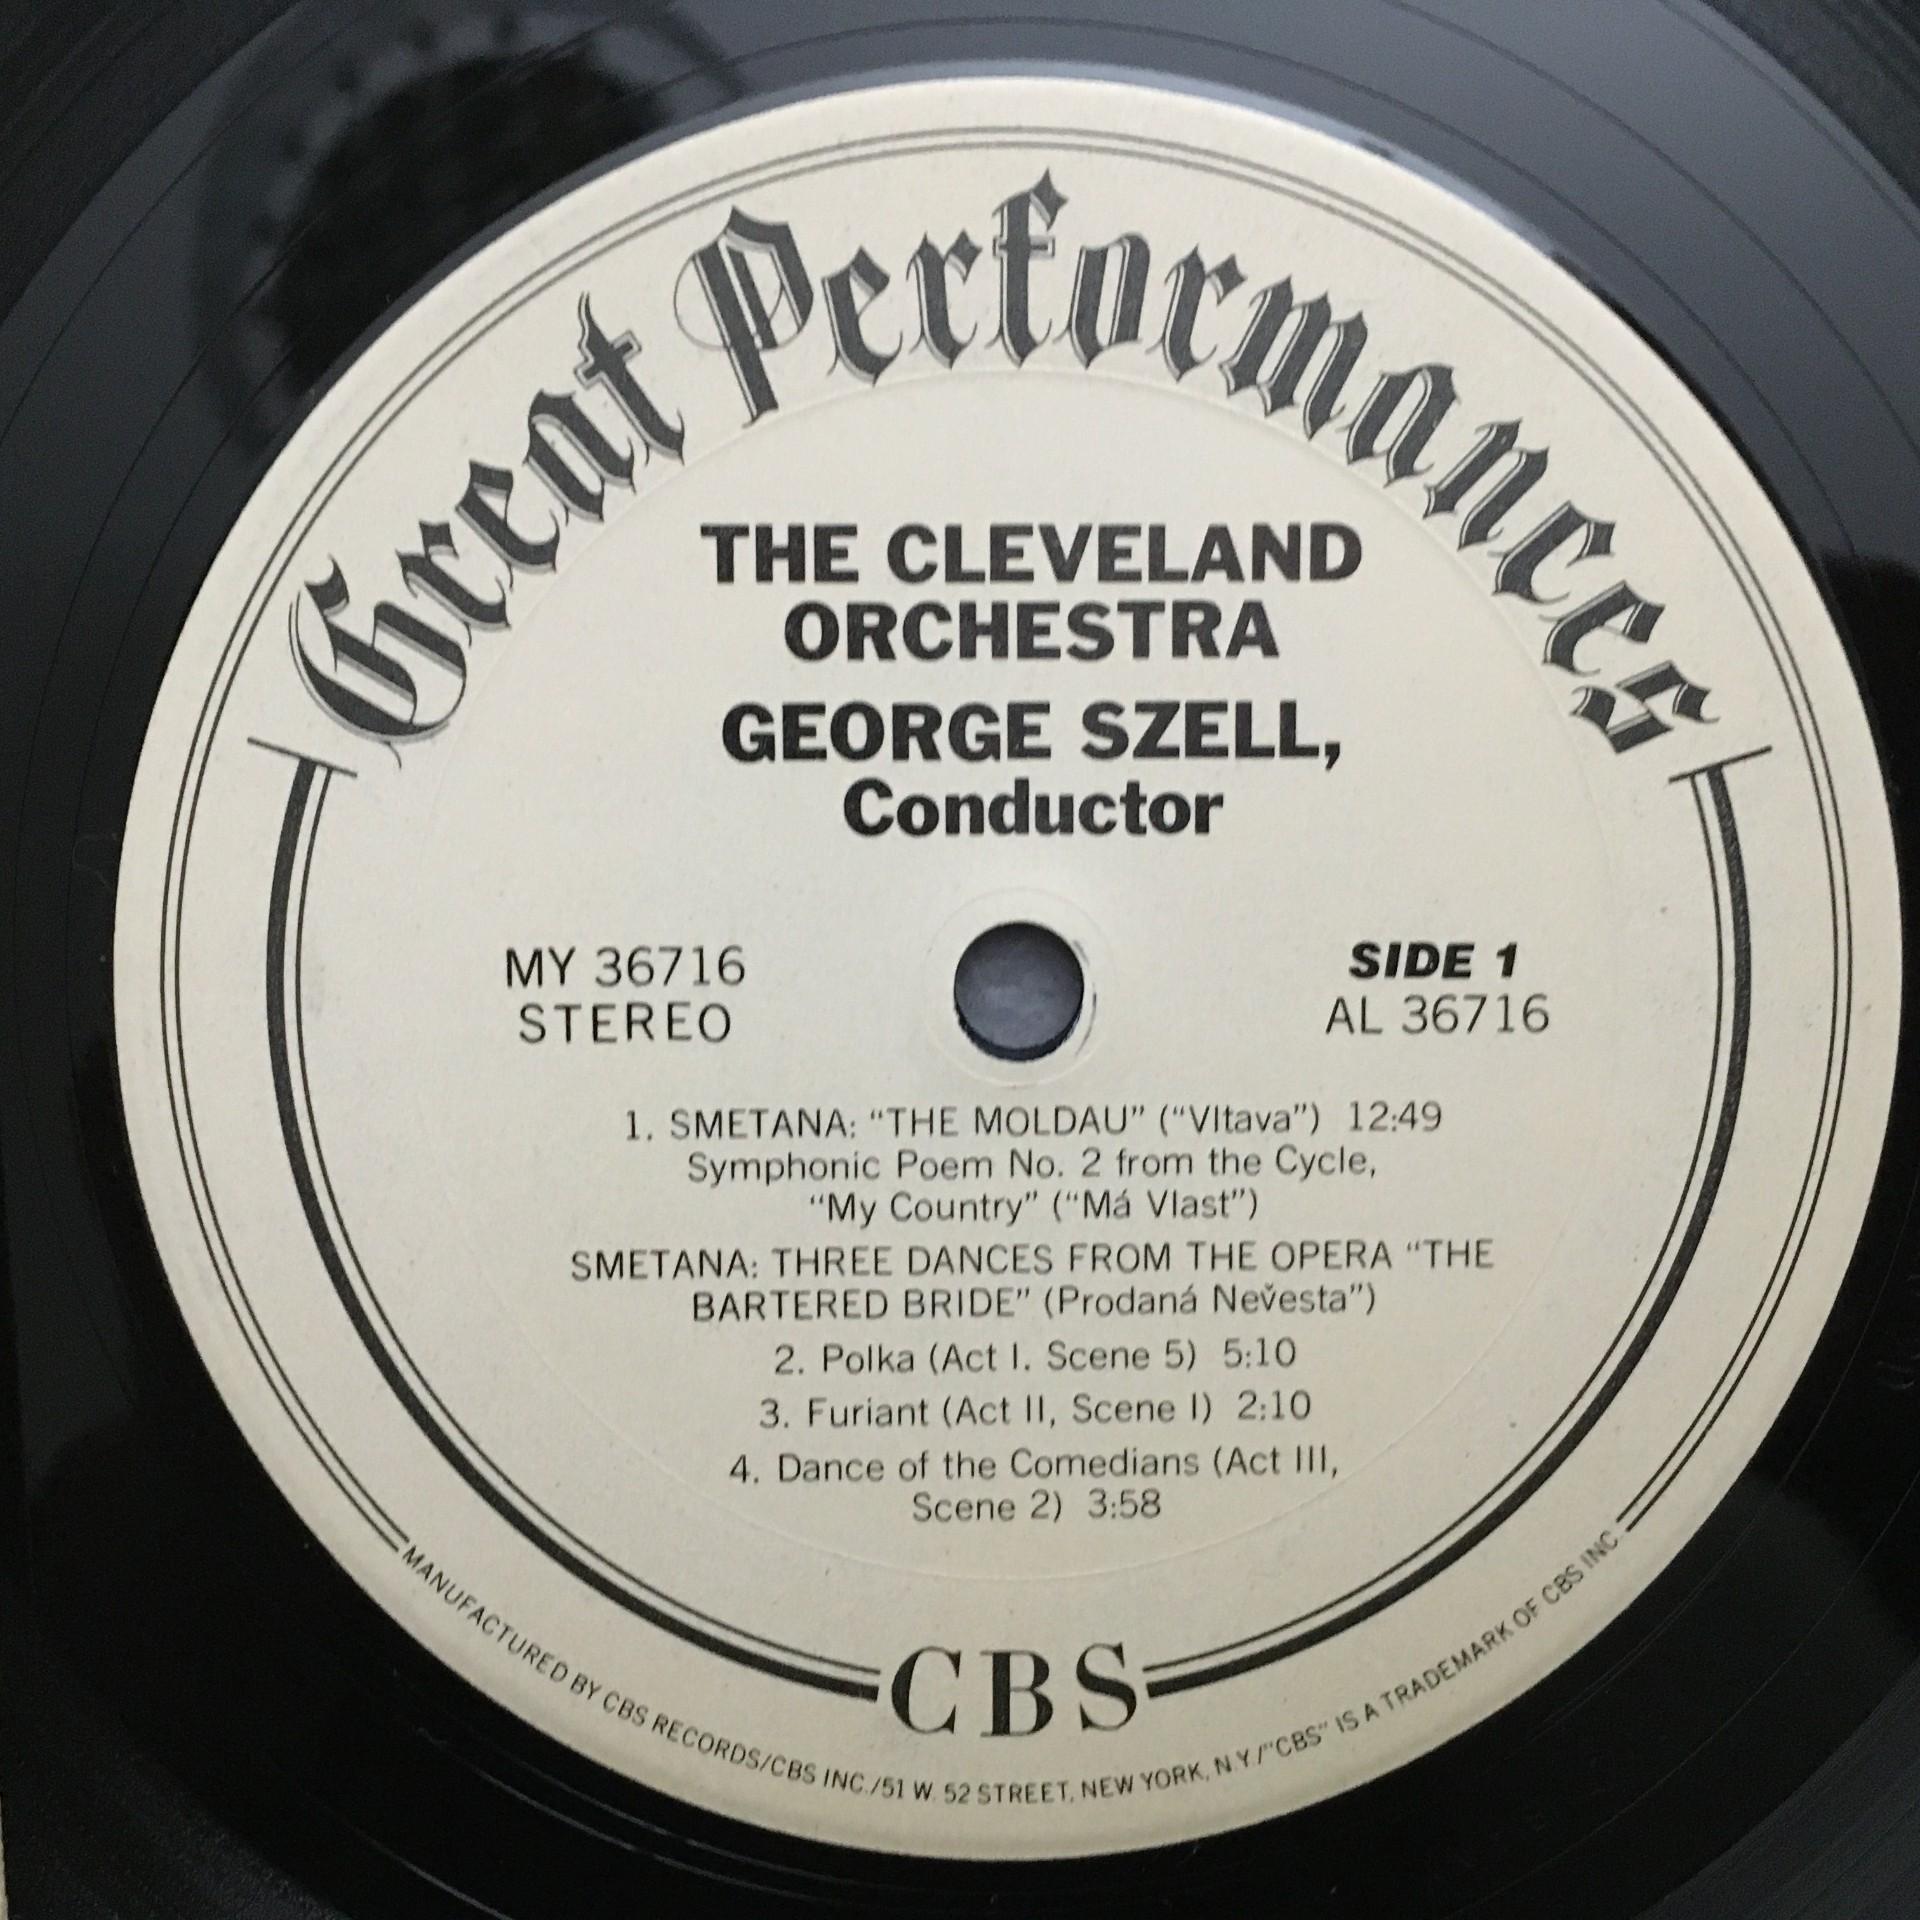 Great Performances
THE CLEVELAND
ORCHESTRA
GEORGE SZELL,
Conductor
MY 36716
STEREO
SIDE 1
AL 36716
1. SMETANA: “THE MOLDAU” (“Vltava”) 12:49
Symphonic Poem No. 2 from the Cycle,
“My Country” (“Má Vlast”)
SMETANA: THREE DANCES FROM THE OPERA “THE
BARTERED BRIDE” (Prodaná Nev̌esta”)
2. Polka (Act I. Scene 5) 5:10
3. Furiant (Act II, Scene I) 2:10
4. Dance of the Comedians (Act III,
Scene 2) 3:58
CBS
MANUFACTURED BY CBS RECORDS/CBS INC./51 W. 52 STREET, NEW YORK, N.Y./“CBS” IS A TRADEMARK OF CBS INC.